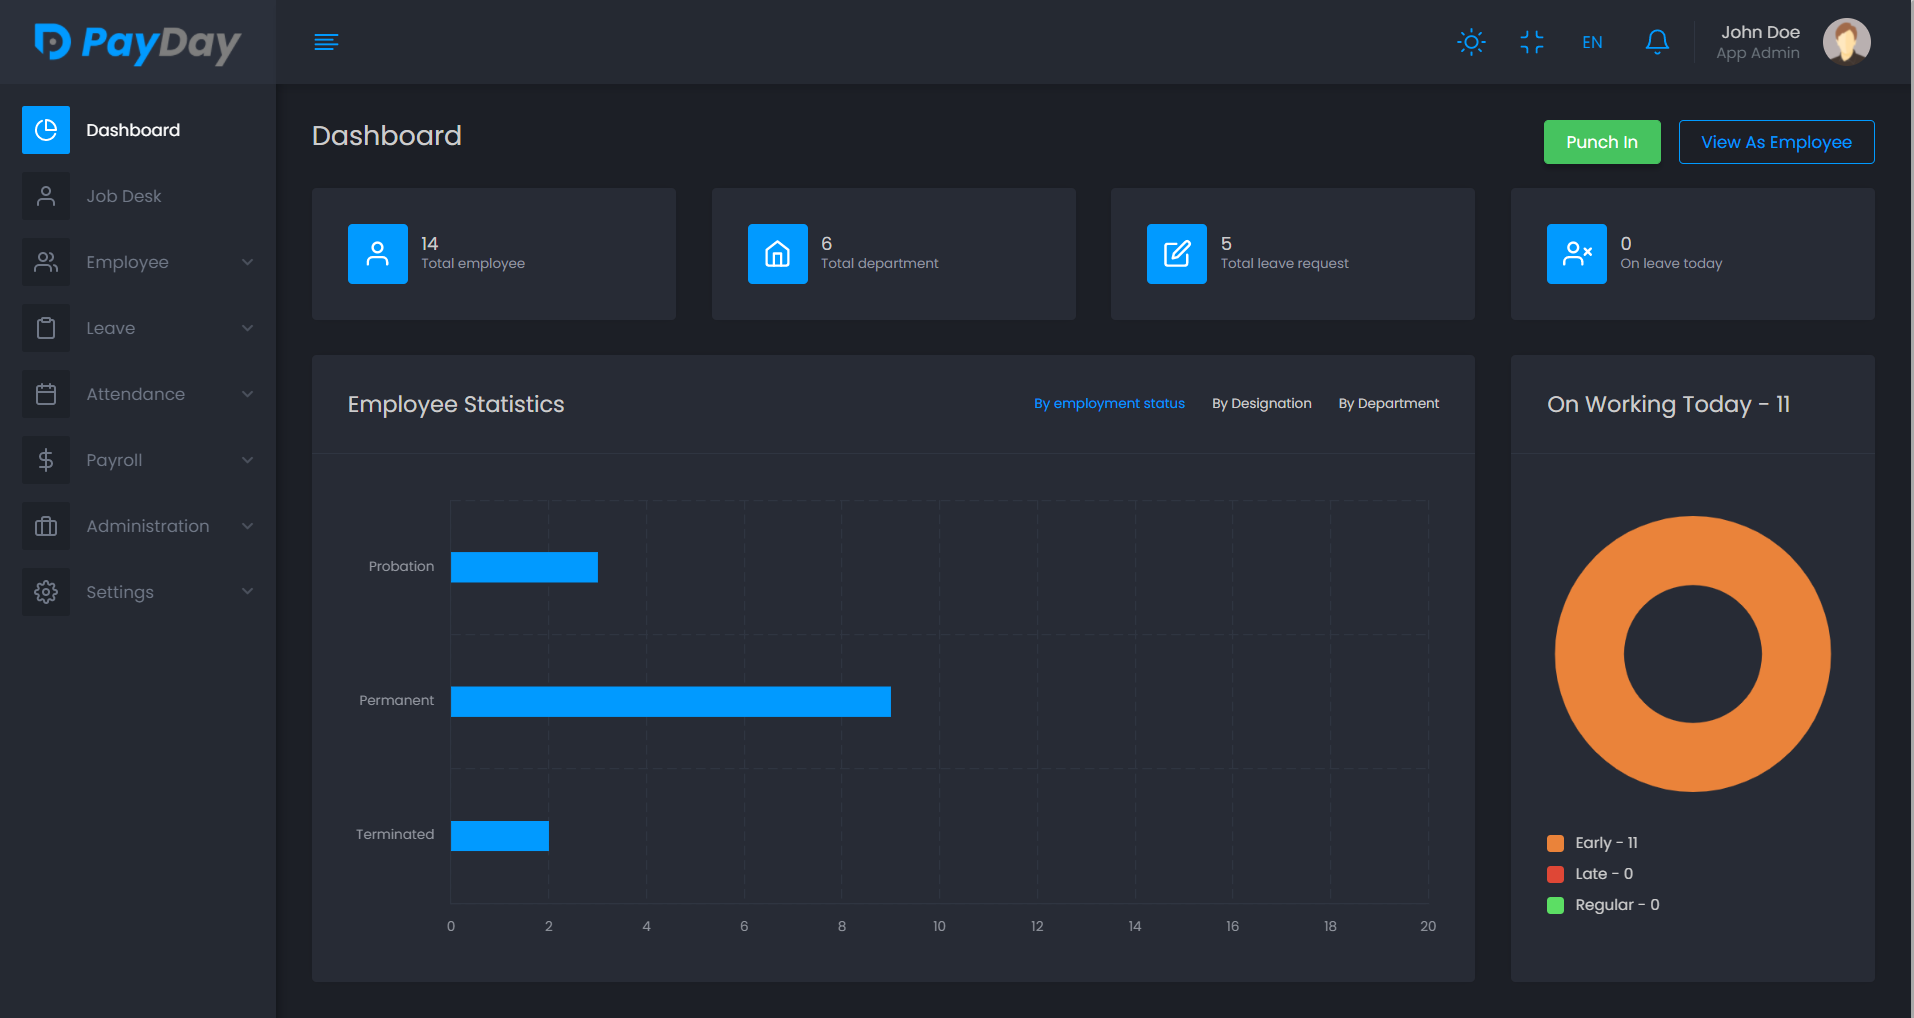 PayDay
EN
John Doe
App Admin
Dashboard
Job Desk
Employee
Leave
Attendance
Payroll
Administration
Settings
Dashboard
Punch In
View As Employee
14
Total employee
6
Total department
5
Total leave request
0
On leave today
Employee Statistics
By employment status
By Designation
By Department
Probation
Permanent
Terminated
0 2 4 6 8 10 12 14 16 18 20
On Working Today - 11
Early - 11
Late - 0
Regular - 0